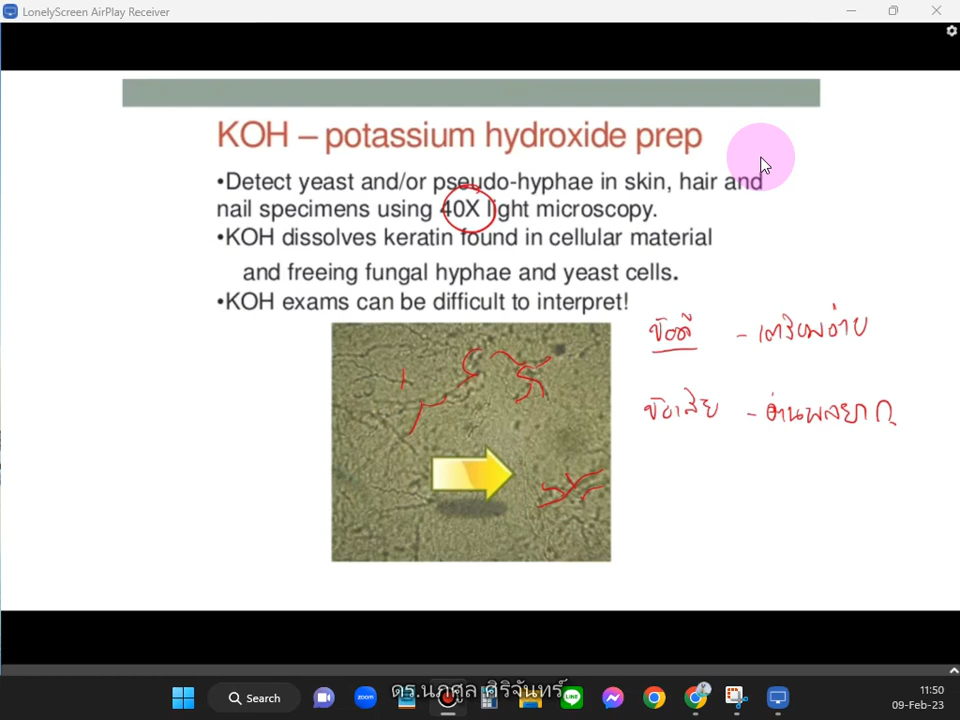 LonelyScreen AirPlay Receiver
KOH – potassium hydroxide prep
•Detect yeast and/or pseudo-hyphae in skin, hair and
nail specimens using 40X light microscopy.
•KOH dissolves keratin found in cellular material
and freeing fungal hyphae and yeast cells.
•KOH exams can be difficult to interpret!
ข้อดี - เตรียมง่าย
ข้อเสีย - อ่านผลยาก
ดร.นภศูล ศิริจันทร์
Search
zoom
LINE
11:50
09-Feb-23